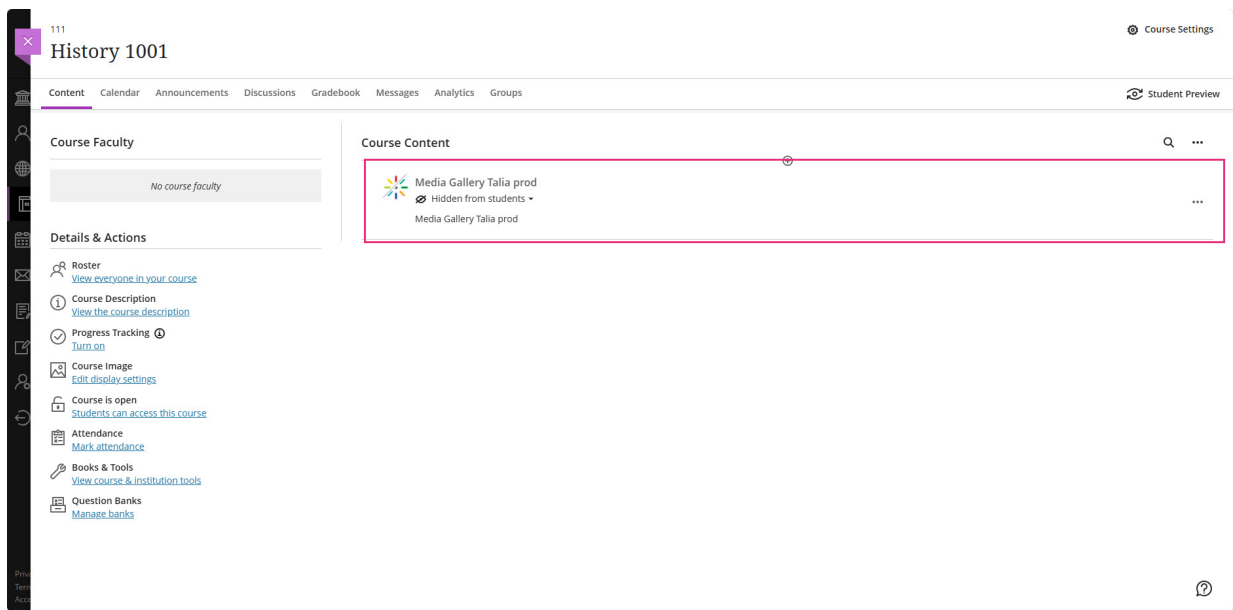 111
History 1001
Course Settings
Content Calendar Announcements Discussions Gradebook Messages Analytics Groups
Student Preview
Course Faculty
No course faculty
Details & Actions
Roster
View everyone in your course
Course Description
View the course description
Progress Tracking
Turn on
Course Image
Edit display settings
Course is open
Students can access this course
Attendance
Mark attendance
Books & Tools
View course & institution tools
Question Banks
Manage banks
Course Content
Media Gallery Talia prod
Hidden from students
Media Gallery Talia prod